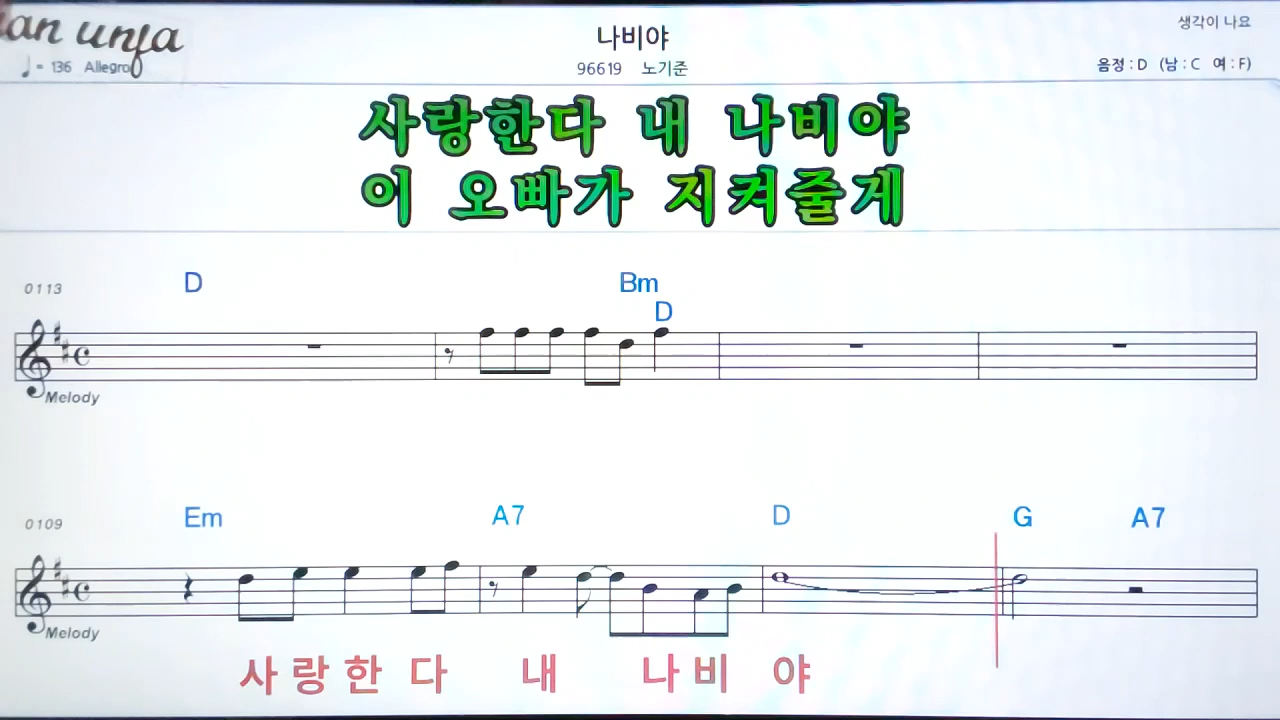 an unja
생각이 나요
나비야
♩= 136 Allegro
96619 노기준
음정 : D (남 : C 여 : F)
사랑한다 내 나비야
이 오빠가 지켜줄게
0113
D Bm
D
Melody
0109
Em A7 D G A7
Melody
사 랑 한 다 내 나 비 야